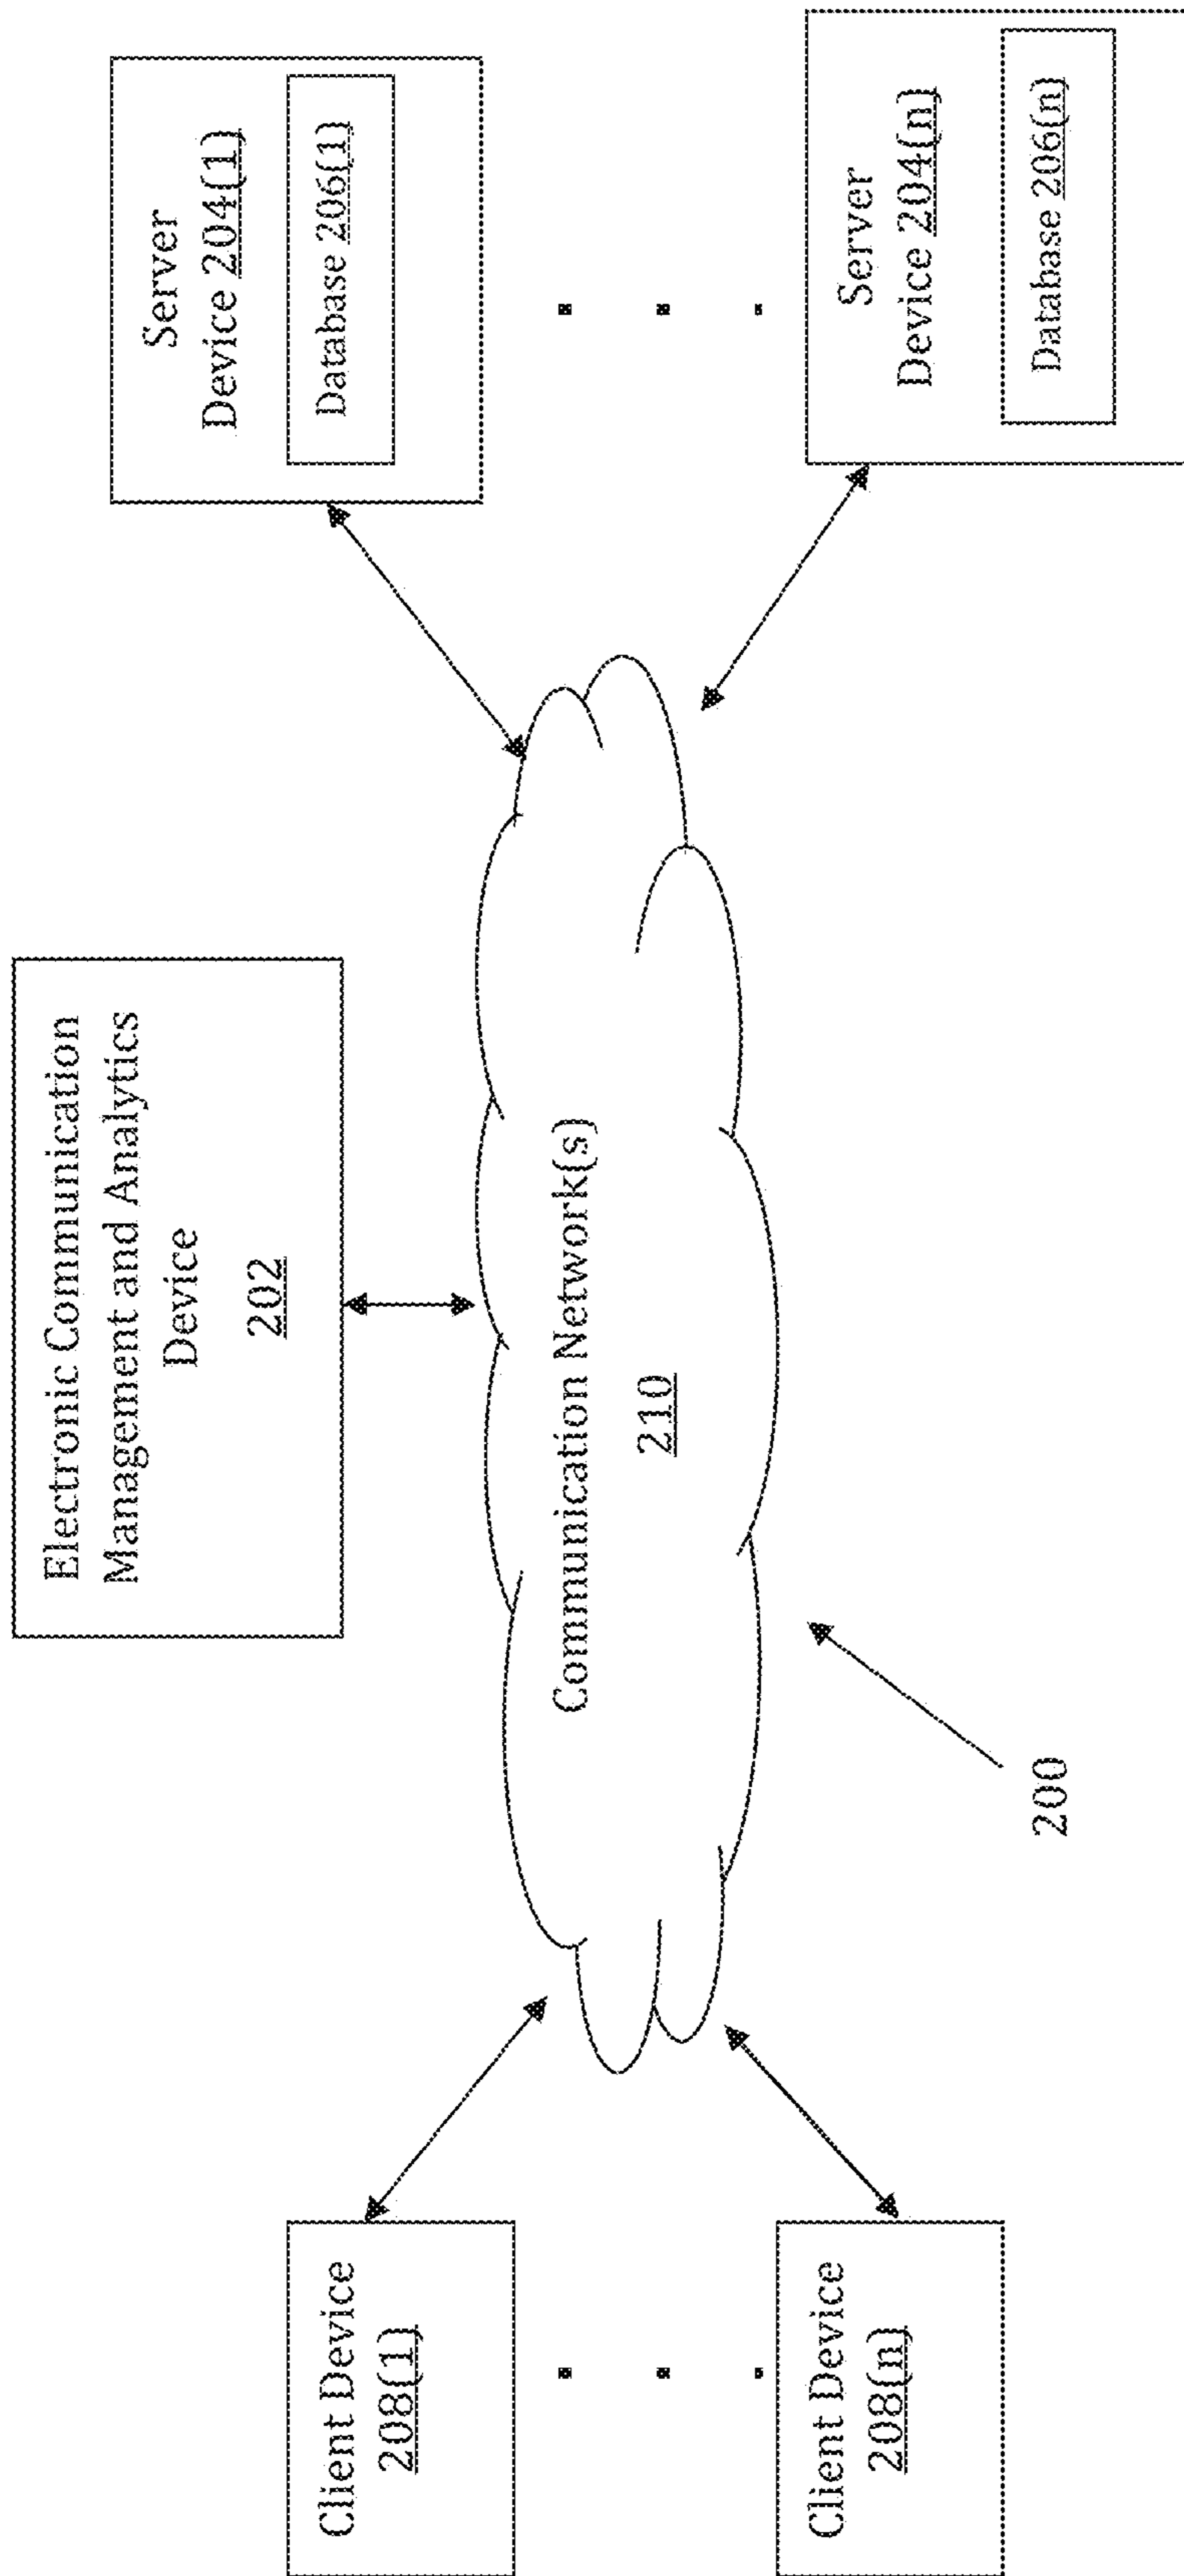 Electronic Communication
Management and Analytics
Device
202
Server
Device 204(1)
Database 206(1)
Client Device
208(1)
Communication Network(s)
210
Client Device
208(n)
Server
Device 204(n)
Database 206(n)
200